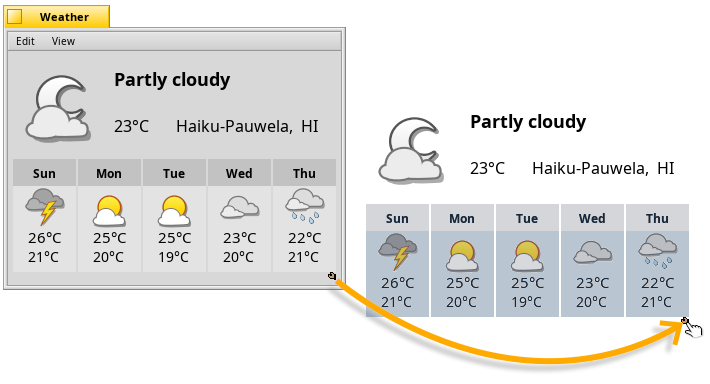 Weather
Edit View
Partly cloudy
23°C Haiku-Pauwela, HI
Sun Mon Tue Wed Thu
26°C 25°C 25°C 23°C 22°C
21°C 20°C 19°C 20°C 21°C
Partly cloudy
23°C Haiku-Pauwela, HI
Sun Mon Tue Wed Thu
26°C 25°C 25°C 23°C 22°C
21°C 20°C 19°C 20°C 21°C